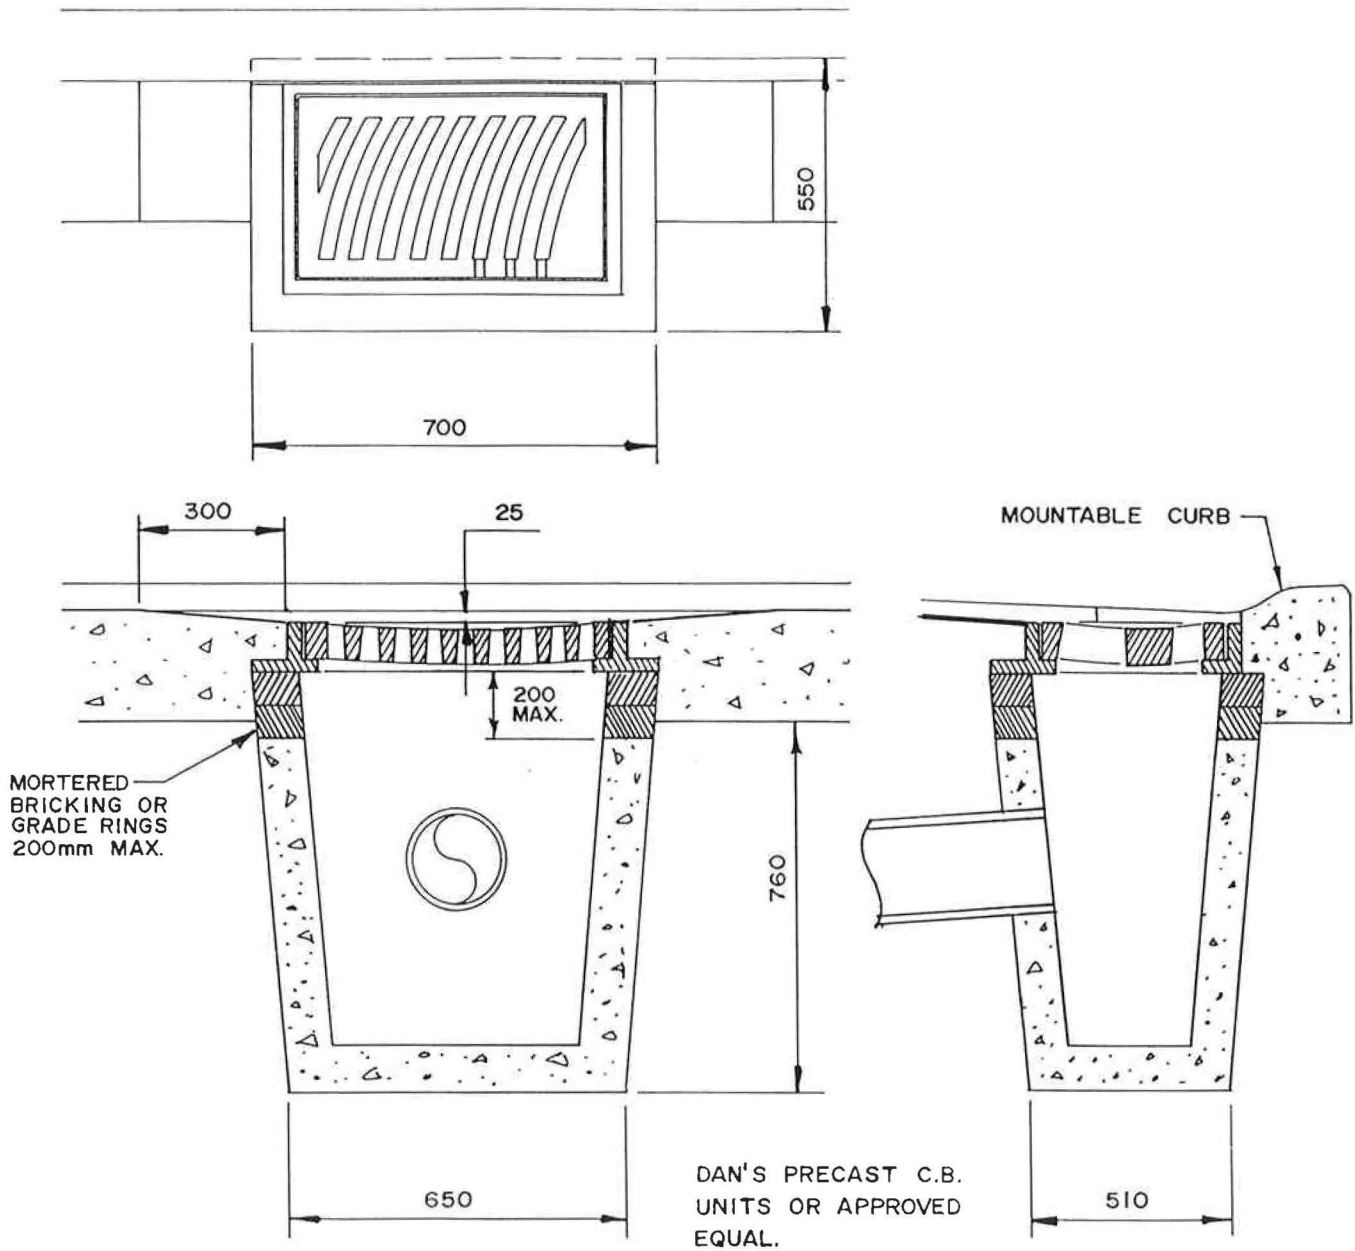 550
700
300
25
MOUNTABLE CURB
200
MAX.
MORTERED
BRICKING OR
GRADE RINGS
200mm MAX.
760
DAN'S PRECAST C.B.
UNITS OR APPROVED
EQUAL.
650
510